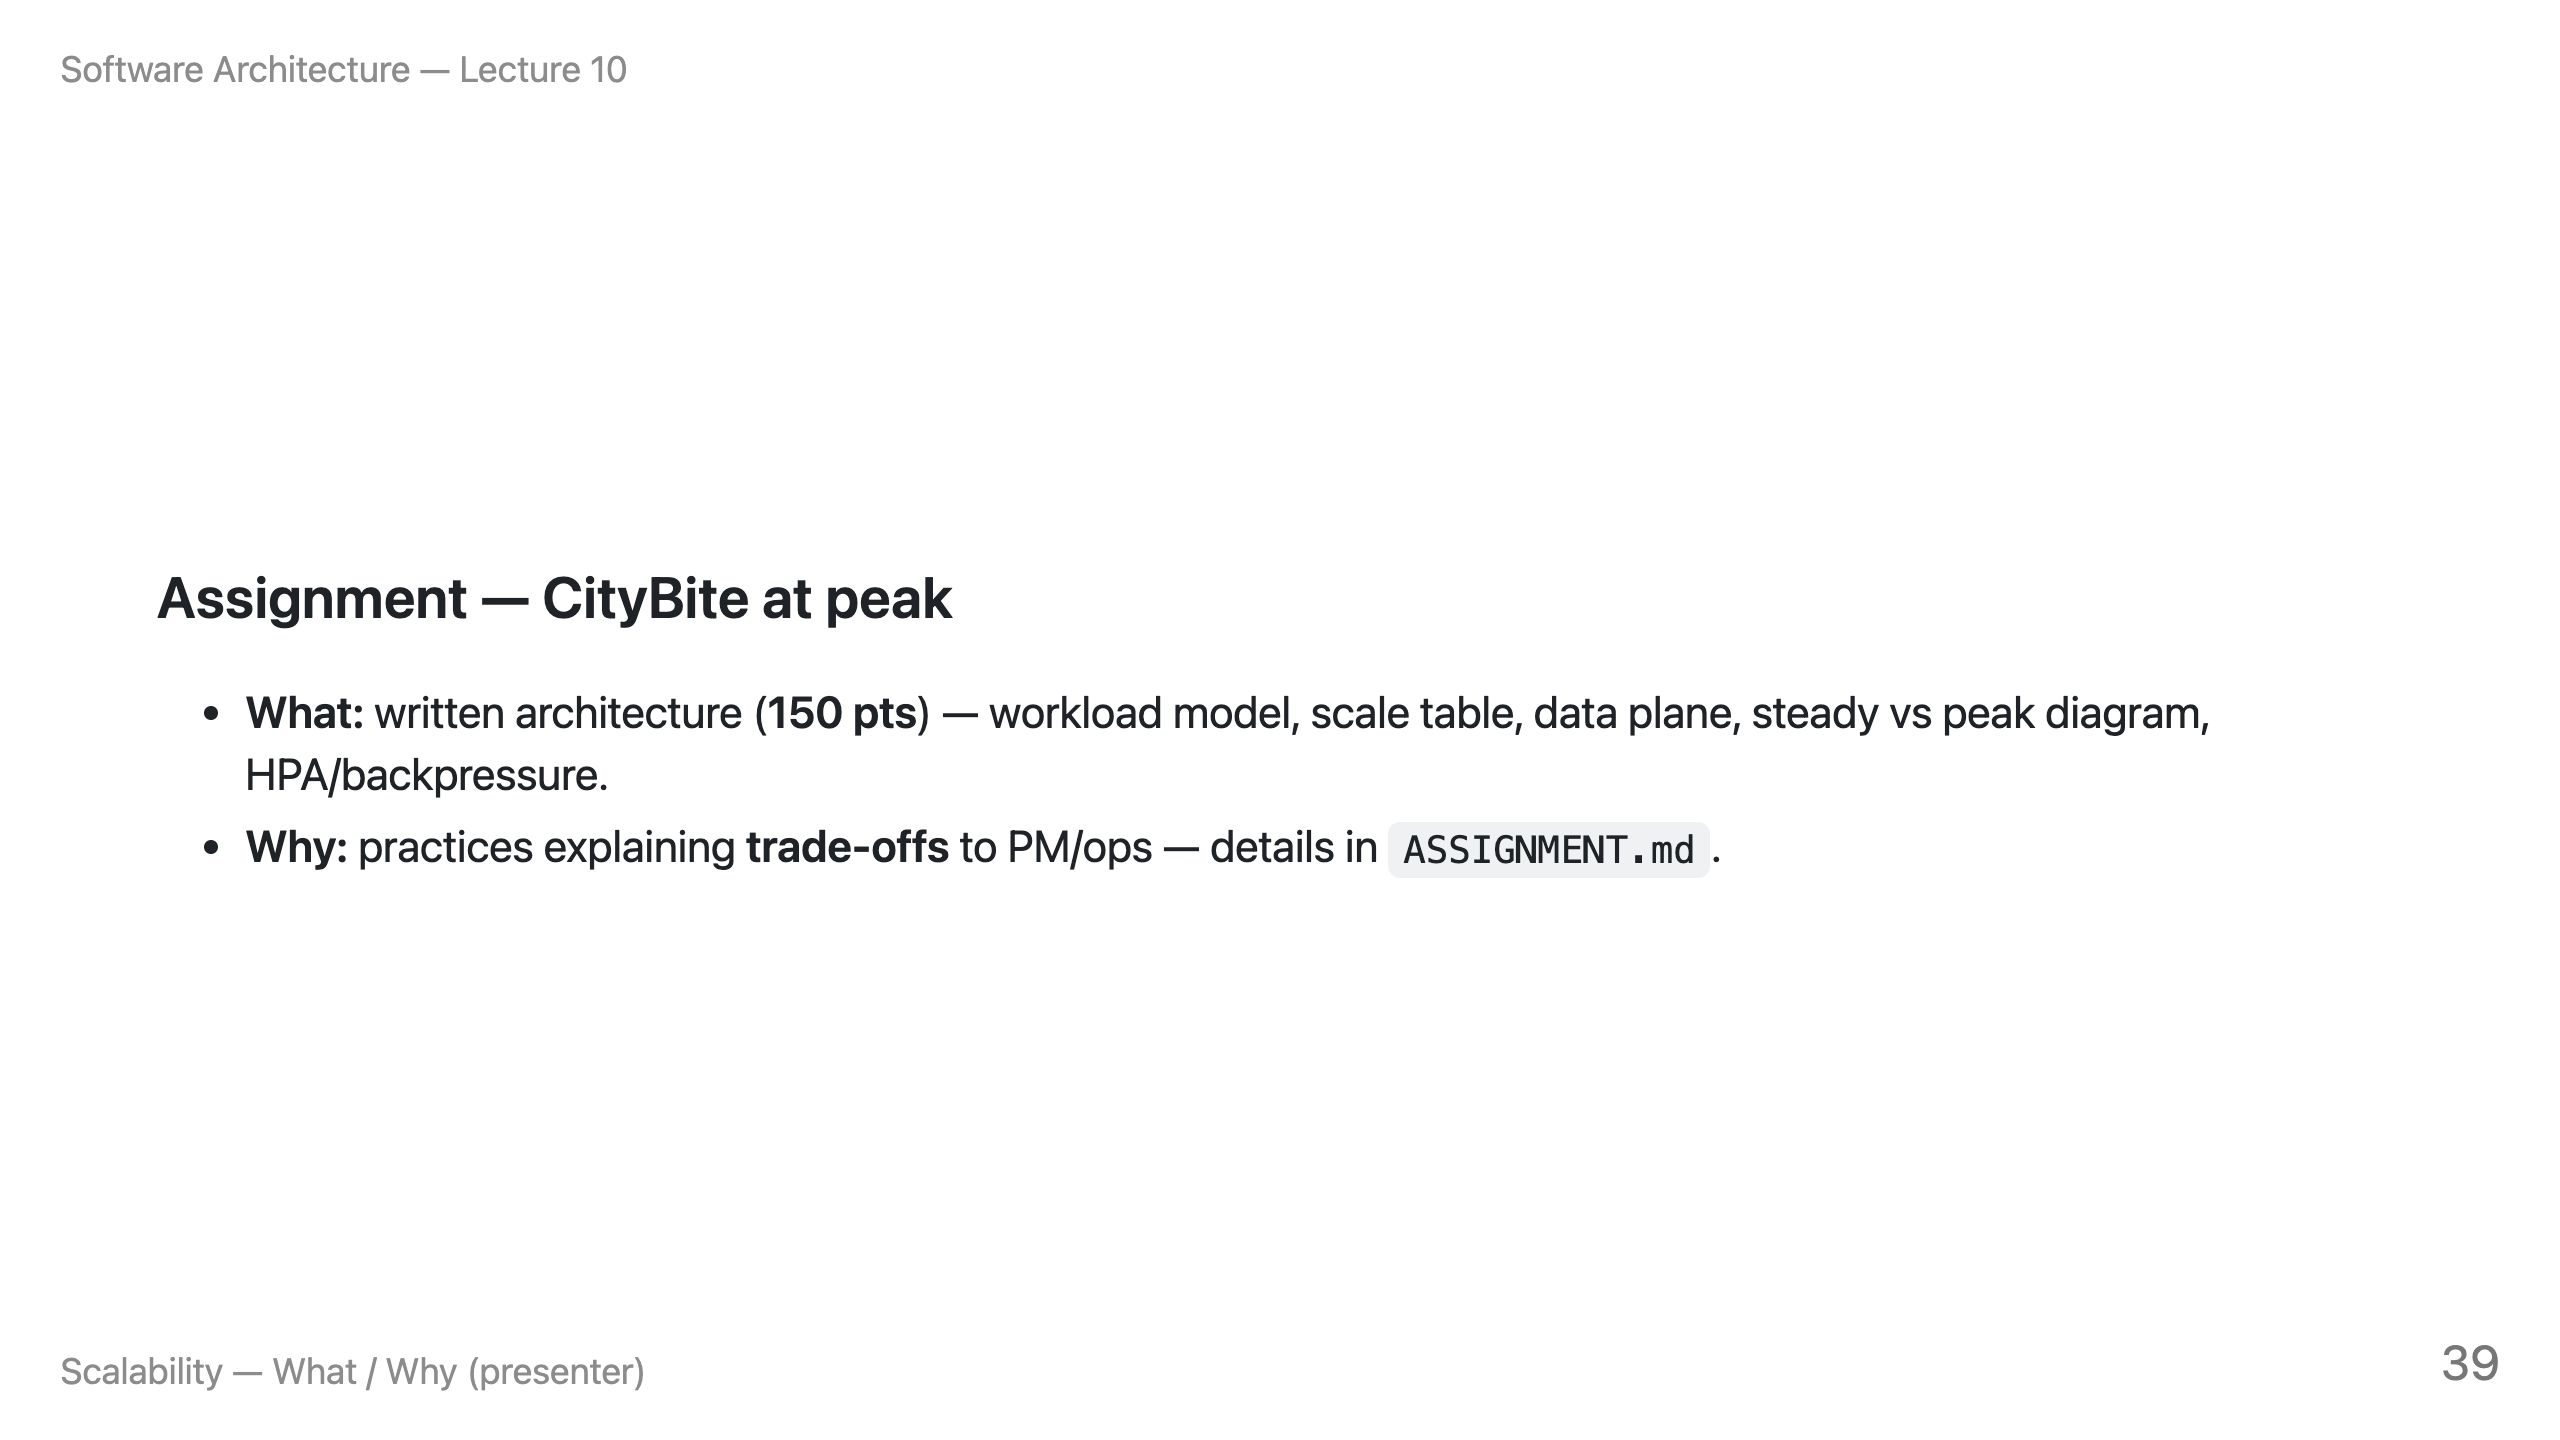 Software Architecture — Lecture 10
Assignment — CityBite at peak
• What: written architecture (150 pts) — workload model, scale table, data plane, steady vs peak diagram,
HPA/backpressure.
• Why: practices explaining trade-offs to PM/ops — details in ASSIGNMENT.md .
Scalability — What / Why (presenter)
39